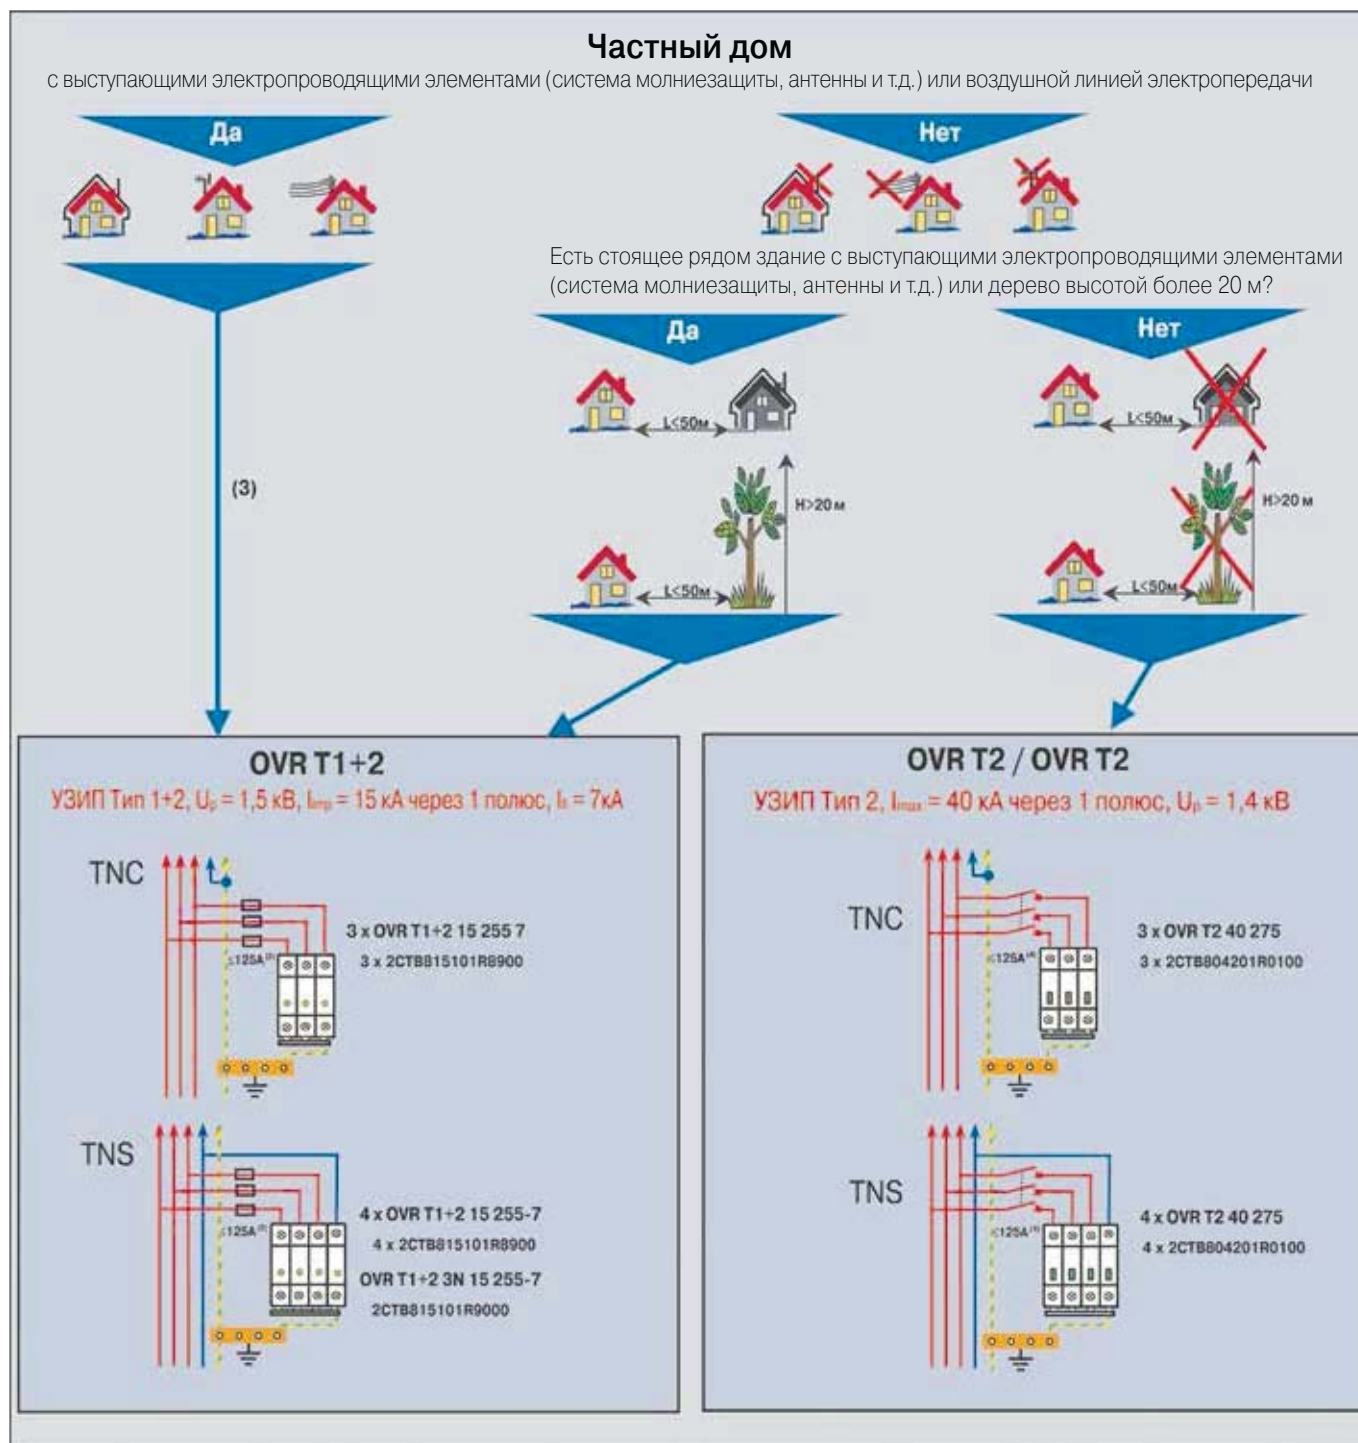 Частный дом
с выступающими электропроводящими элементами (система молниезащиты, антенны и т.д.) или воздушной линией электропередачи
Да
Нет
Есть стоящее рядом здание с выступающими электропроводящими элементами
(система молниезащиты, антенны и т.д.) или дерево высотой более 20 м?
Да
Нет
L<50м
L<50м
(3)
H>20 м
H>20 м
L<50м
L<50м
OVR T1+2
УЗИП Тип 1+2, Up = 1,5 кВ, Iimp = 15 кА через 1 полюс, = 7кА
TNC
3 x OVR T1+2 15 255 7
3 x 2CTB815101R8900
≤125A
TNS
4 x OVR T1+2 15 255-7
4 x 2CTB815101R8900
OVR T1+2 3N 15 255-7
2CTB815101R9000
≤125A
OVR T2 / OVR T2
УЗИП Тип 2, Imax = 40 кА через 1 полюс, Up = 1,4 кВ
TNC
3 x OVR T2 40 275
3 x 2CTB804201R0100
≤125A
TNS
4 x OVR T2 40 275
4 x 2CTB804201R0100
≤125A